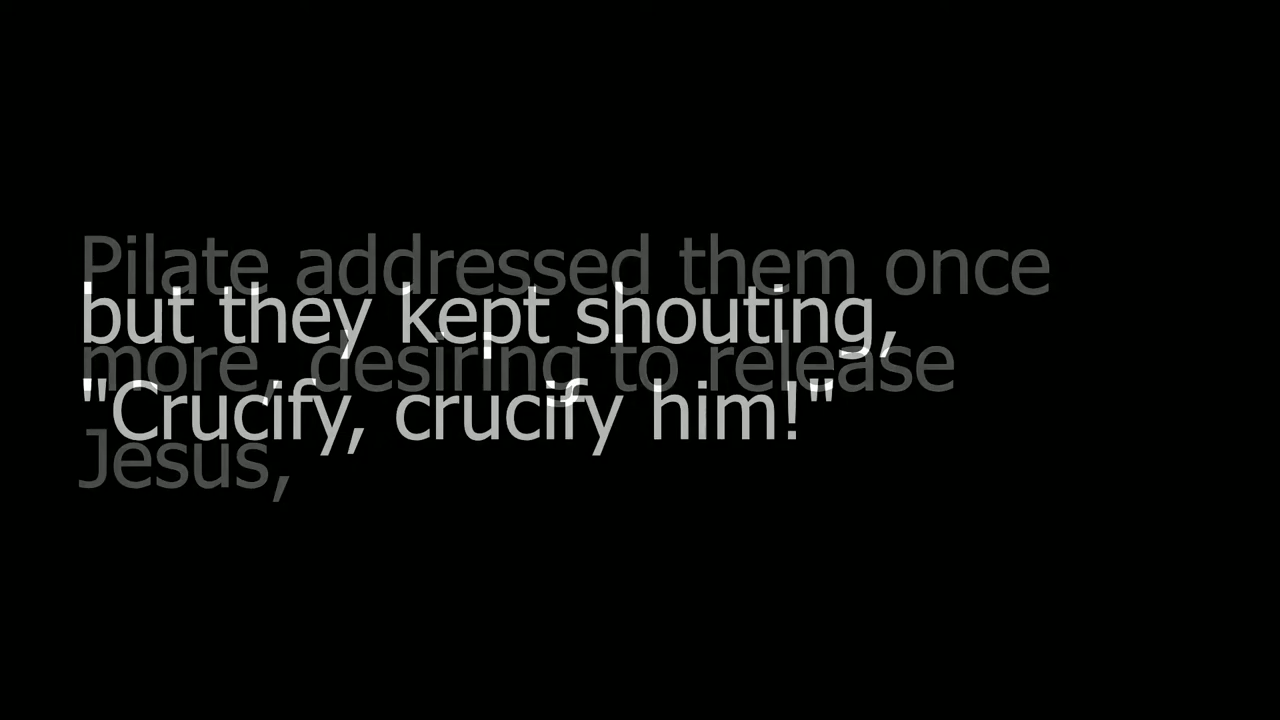 Pilate addressed them once
more, desiring to release
Jesus,
but they kept shouting,
"Crucify, crucify him!"